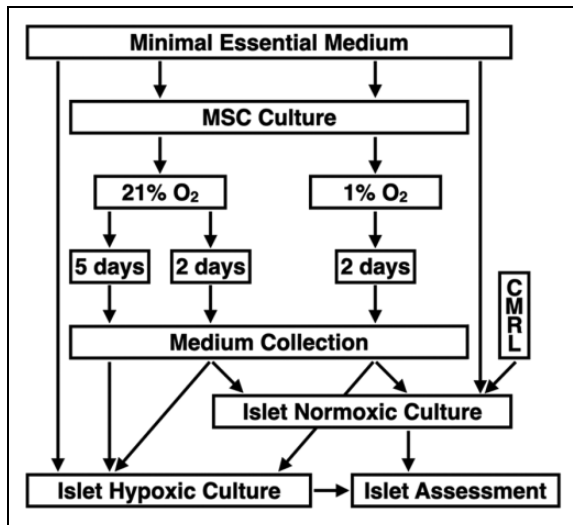 Minimal Essential Medium
MSC Culture
21% O₂
1% O₂
5 days
2 days
2 days
CMRL
Medium Collection
Islet Normoxic Culture
Islet Hypoxic Culture
Islet Assessment